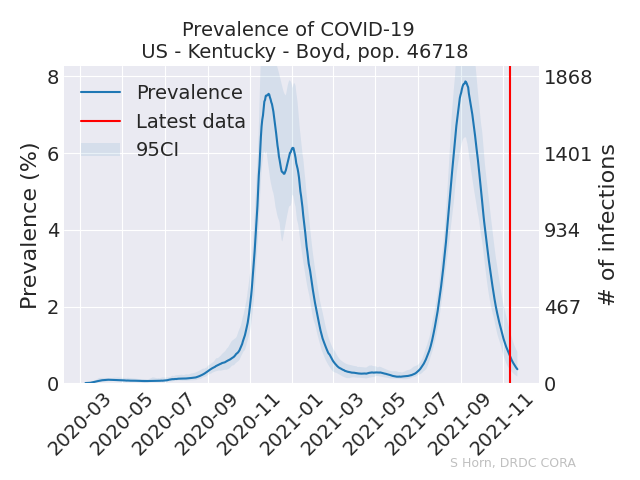 Prevalence of COVID-19
US - Kentucky - Boyd, pop. 46718
Prevalence
Latest data
95CI
Prevalence (%)
8
6
4
2
0
1868
1401
934
467
0
# of infections
2020-03
2020-05
2020-07
2020-09
2020-11
2021-01
2021-03
2021-05
2021-07
2021-09
2021-11
S Horn, DRDC CORA